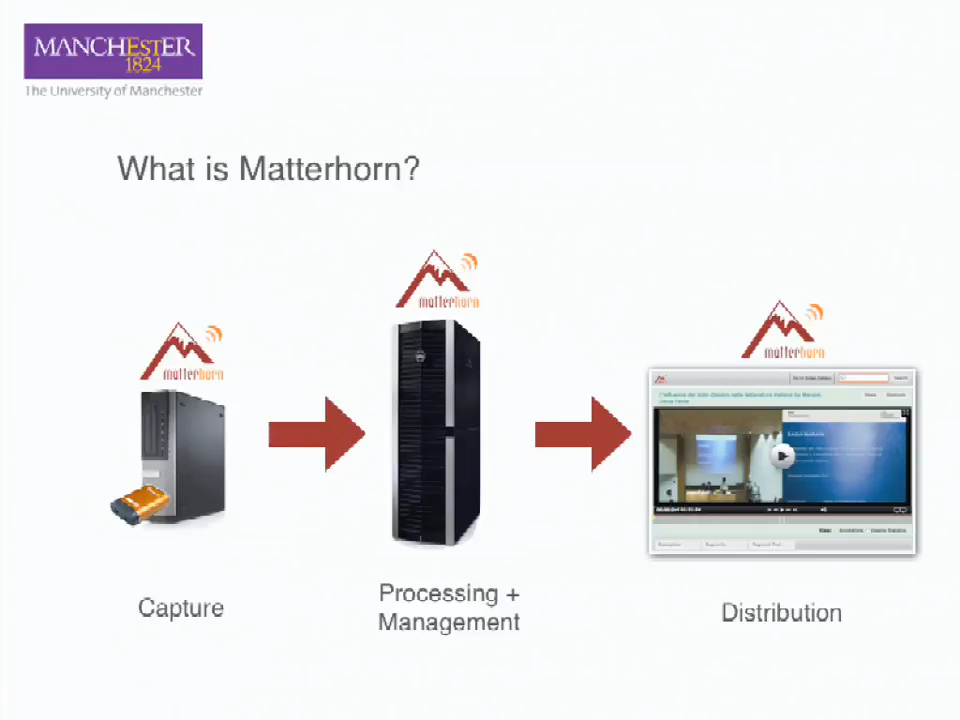 MANCHESTER
1824
The University of Manchester
What is Matterhorn?
matterhorn
matterhorn
matterhorn
Capture
Processing +
Management
Distribution